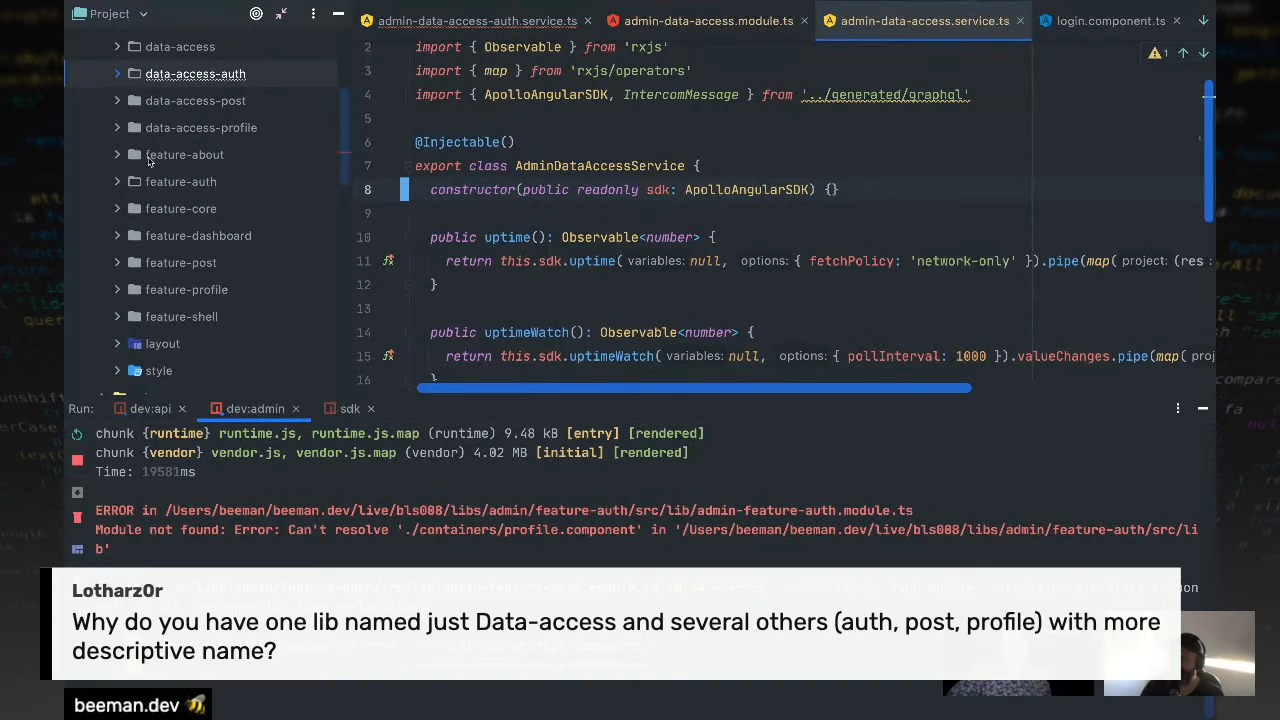 Project
admin-data-access-auth.service.ts
admin-data-access.module.ts
admin-data-access.service.ts
login.component.ts
data-access
data-access-auth
data-access-post
data-access-profile
feature-about
feature-auth
feature-core
feature-dashboard
feature-post
feature-profile
feature-shell
layout
style
2 import { Observable } from 'rxjs'
3 import { map } from 'rxjs/operators'
4 import { ApolloAngularSDK, IntercomMessage } from '../generated/graphql'
5
6 @Injectable()
7 export class AdminDataAccessService {
8 constructor(public readonly sdk: ApolloAngularSDK) {}
9
10 public uptime(): Observable<number> {
11 return this.sdk.uptime( variables: null, options: { fetchPolicy: 'network-only' }).pipe(map( project: (res
12 }
13
14 public uptimeWatch(): Observable<number> {
15 return this.sdk.uptimeWatch( variables: null, options: { pollInterval: 1000 }).valueChanges.pipe(map(
16 }
1
Run: dev:api dev:admin sdk
chunk {runtime} runtime.js, runtime.js.map (runtime) 9.48 kB [entry] [rendered]
chunk {vendor} vendor.js, vendor.js.map (vendor) 4.02 MB [initial] [rendered]
Time: 19581ms
ERROR in /Users/beeman/beeman.dev/live/bls008/libs/admin/feature-auth/src/lib/admin-feature-auth.module.ts
Module not found: Error: Can't resolve './containers/profile.component' in '/Users/beeman/beeman.dev/live/bls008/libs/admin/feature-auth/src/li
b'
LotharzOr
Why do you have one lib named just Data-access and several others (auth, post, profile) with more
descriptive name?
beeman.dev